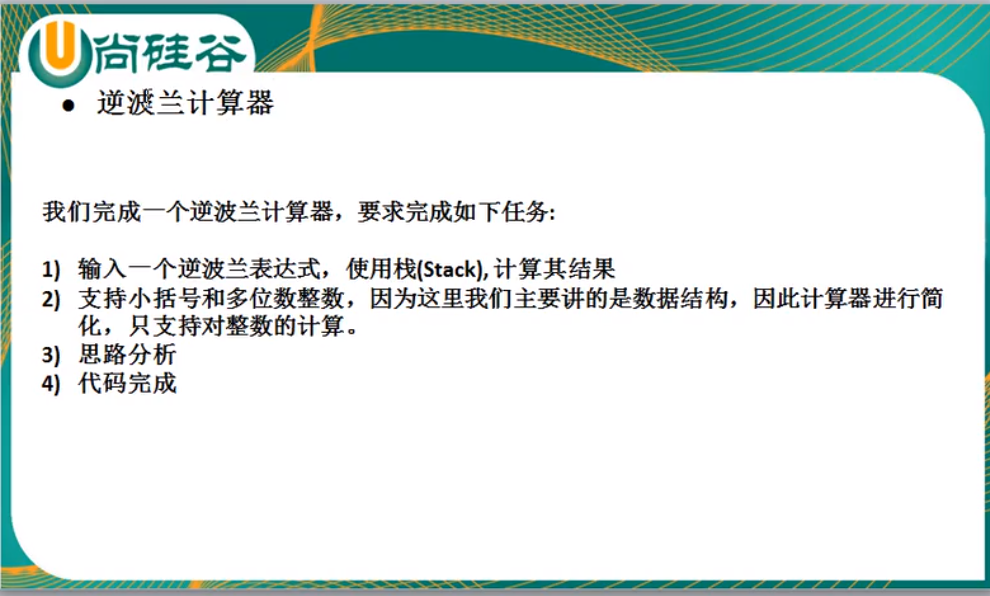 尚硅谷
• 逆波兰计算器
我们完成一个逆波兰计算器，要求完成如下任务:
1) 输入一个逆波兰表达式，使用栈(Stack), 计算其结果
2) 支持小括号和多位数整数，因为这里我们主要讲的是数据结构，因此计算器进行简
化，只支持对整数的计算。
3) 思路分析
4) 代码完成